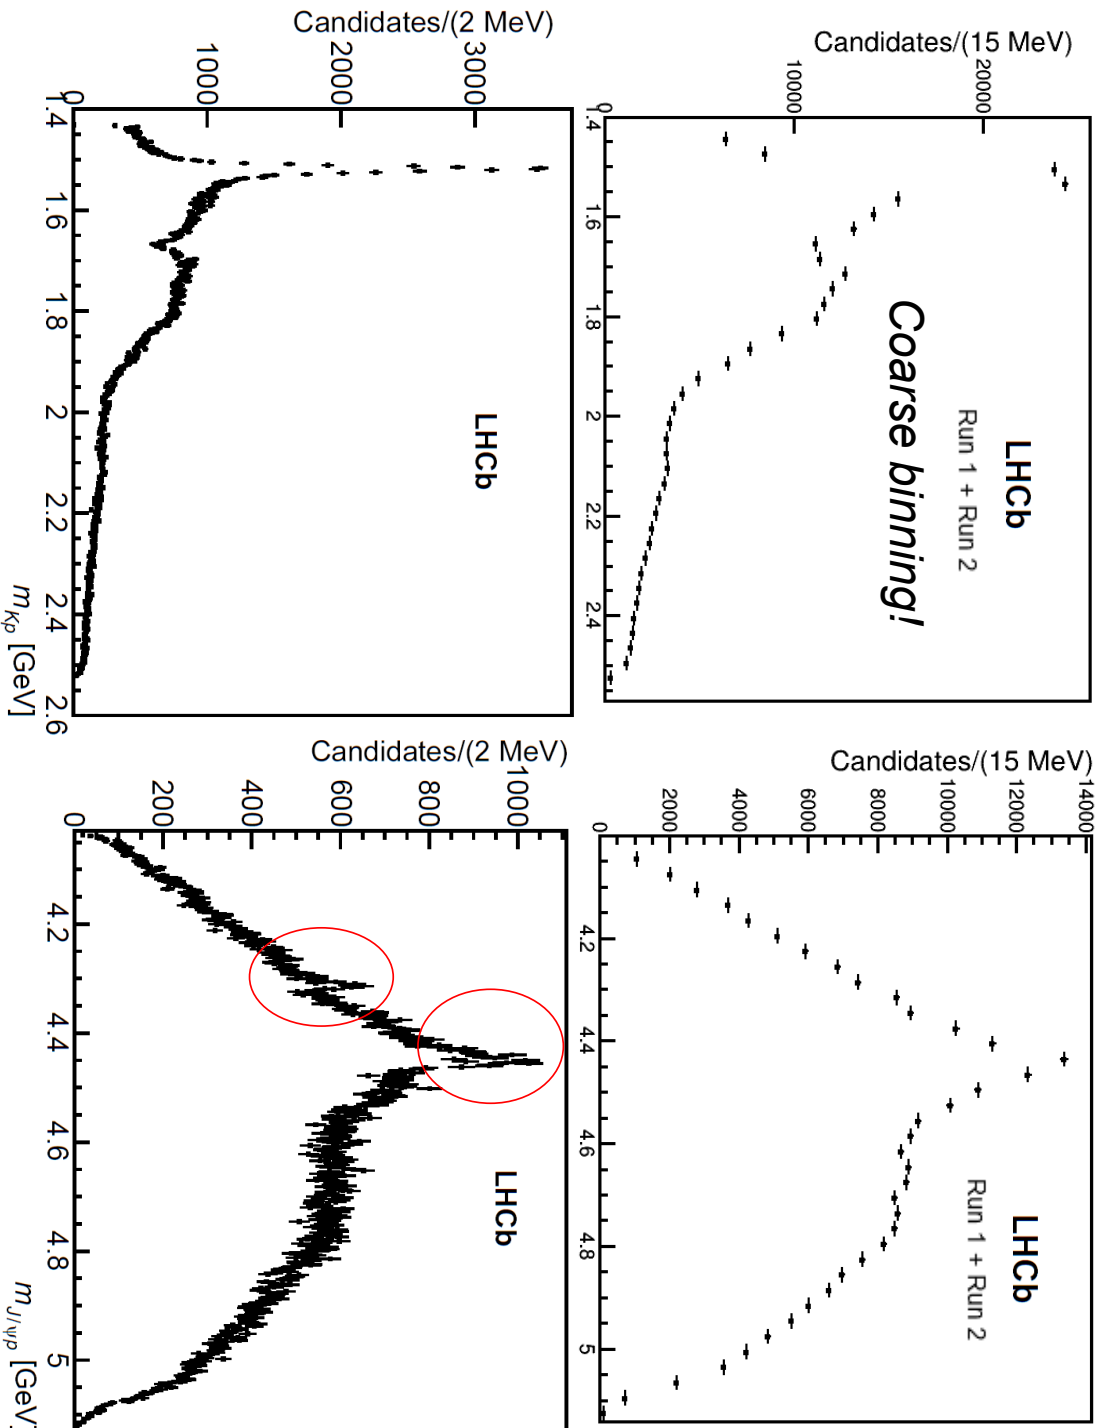 Candidates/(15 MeV)
20000
10000
0
LHCb
Run 1 + Run 2
Coarse binning!
1.4 1.6 1.8 2 2.2 2.4
Candidates/(15 MeV)
14000
12000
10000
8000
6000
4000
2000
0
LHCb
Run 1 + Run 2
4.2 4.4 4.6 4.8 5
Candidates/(2 MeV)
3000
2000
1000
0
LHCb
1.4 1.6 1.8 2 2.2 2.4 2.6
m_Kp [GeV]
Candidates/(2 MeV)
1000
800
600
400
200
0
LHCb
4.2 4.4 4.6 4.8 5
m_J/ψp [GeV]